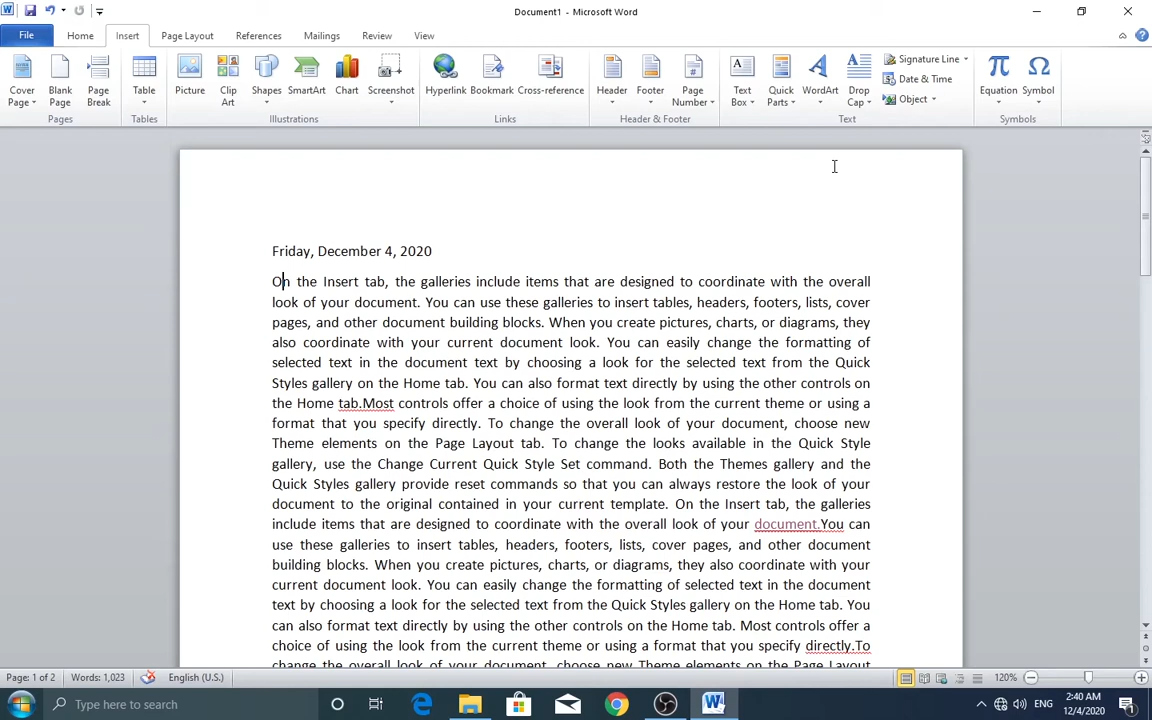 Document1 - Microsoft Word
File Home Insert Page Layout References Mailings Review View
Cover Page Blank Page Page Break Table Picture Clip Art Shapes SmartArt Chart Screenshot Hyperlink Bookmark Cross-reference Header Footer Page Number Text Box Quick Parts WordArt Drop Cap Signature Line Date & Time Object Equation Symbol
Pages Tables Illustrations Links Header & Footer Text Symbols
Friday, December 4, 2020
On the Insert tab, the galleries include items that are designed to coordinate with the overall
look of your document. You can use these galleries to insert tables, headers, footers, lists, cover
pages, and other document building blocks. When you create pictures, charts, or diagrams, they
also coordinate with your current document look. You can easily change the formatting of
selected text in the document text by choosing a look for the selected text from the Quick
Styles gallery on the Home tab. You can also format text directly by using the other controls on
the Home tab.Most controls offer a choice of using the look from the current theme or using a
format that you specify directly. To change the overall look of your document, choose new
Theme elements on the Page Layout tab. To change the looks available in the Quick Style
gallery, use the Change Current Quick Style Set command. Both the Themes gallery and the
Quick Styles gallery provide reset commands so that you can always restore the look of your
document to the original contained in your current template. On the Insert tab, the galleries
include items that are designed to coordinate with the overall look of your document.You can
use these galleries to insert tables, headers, footers, lists, cover pages, and other document
building blocks. When you create pictures, charts, or diagrams, they also coordinate with your
current document look. You can easily change the formatting of selected text in the document
text by choosing a look for the selected text from the Quick Styles gallery on the Home tab. You
can also format text directly by using the other controls on the Home tab. Most controls offer a
choice of using the look from the current theme or using a format that you specify directly.To
change the overall look of your document, choose new Theme elements on the Page Layout
Page: 1 of 2 Words: 1,023 English (U.S.) 120%
Type here to search ENG 2:40 AM
12/4/2020